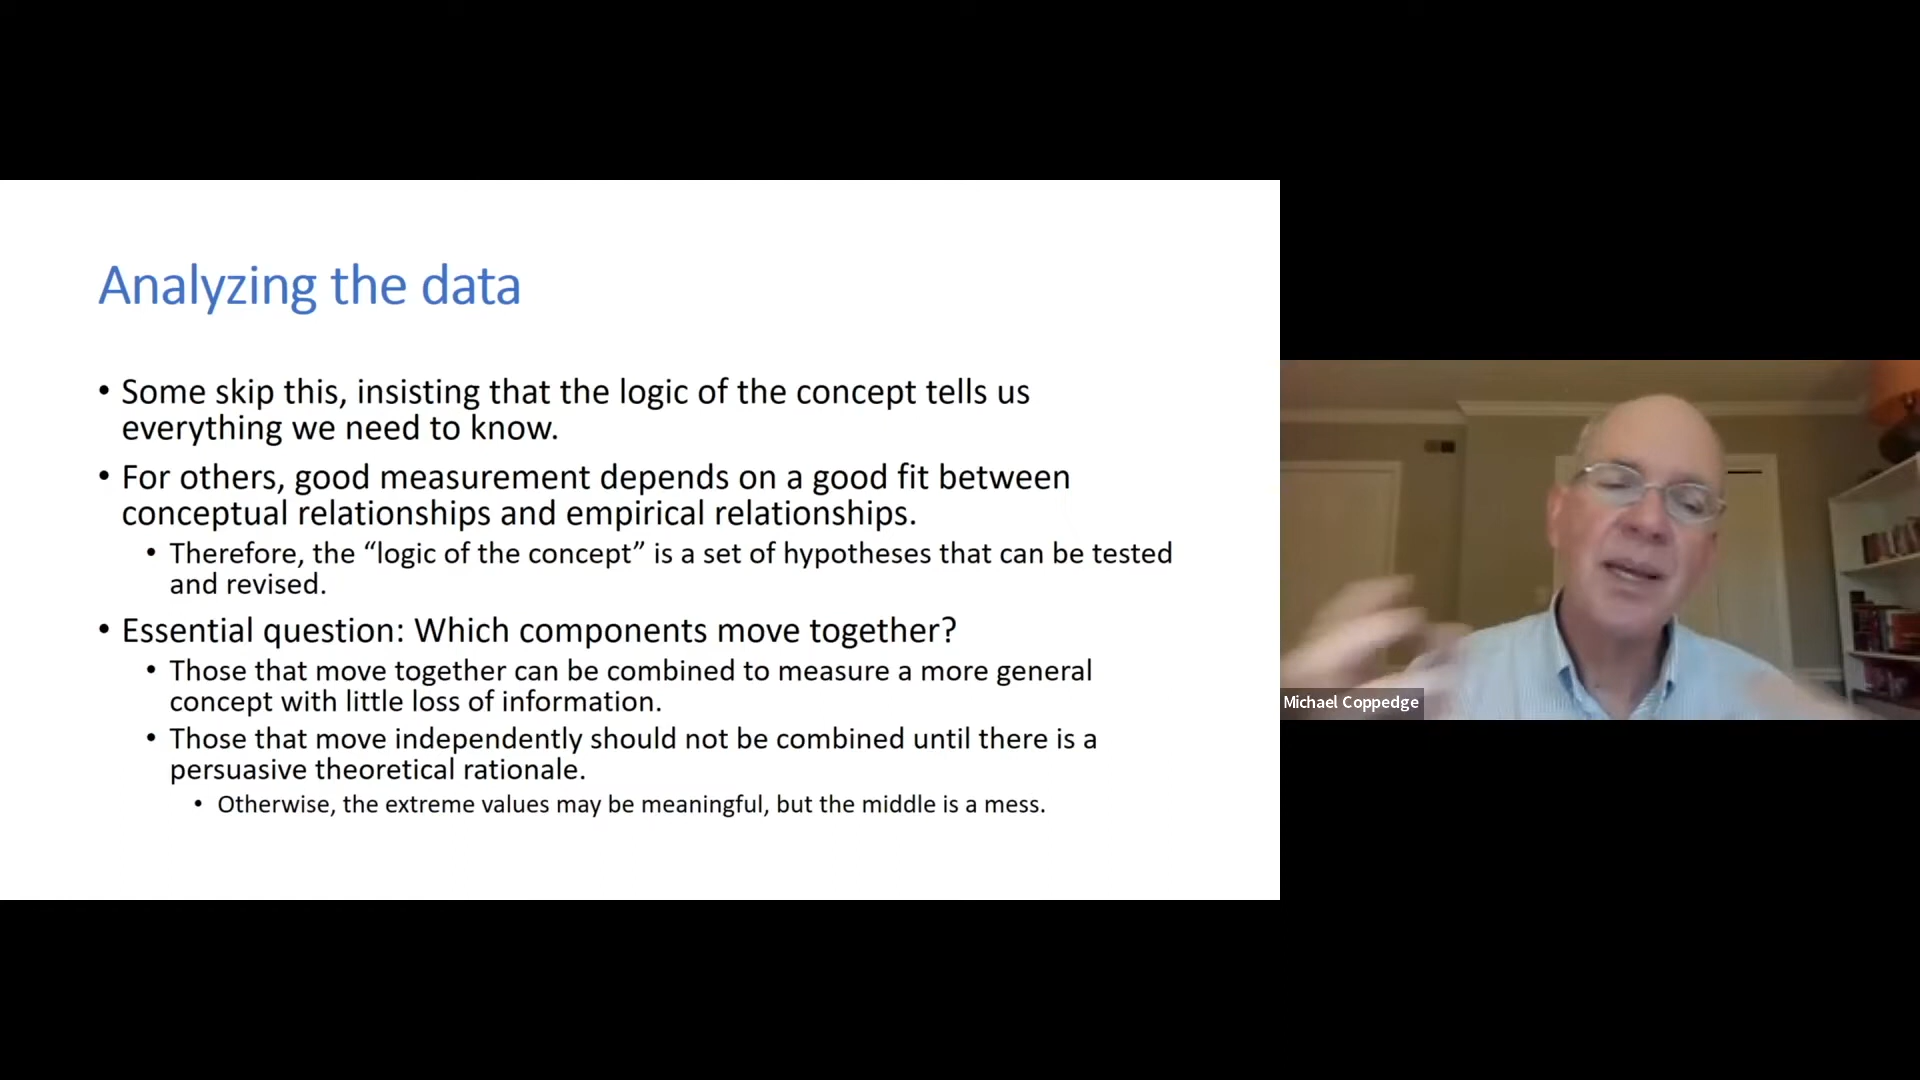 Analyzing the data
• Some skip this, insisting that the logic of the concept tells us
everything we need to know.
• For others, good measurement depends on a good fit between
conceptual relationships and empirical relationships.
• Therefore, the “logic of the concept” is a set of hypotheses that can be tested
and revised.
• Essential question: Which components move together?
• Those that move together can be combined to measure a more general
concept with little loss of information.
• Those that move independently should not be combined until there is a
persuasive theoretical rationale.
• Otherwise, the extreme values may be meaningful, but the middle is a mess.
Michael Coppedge